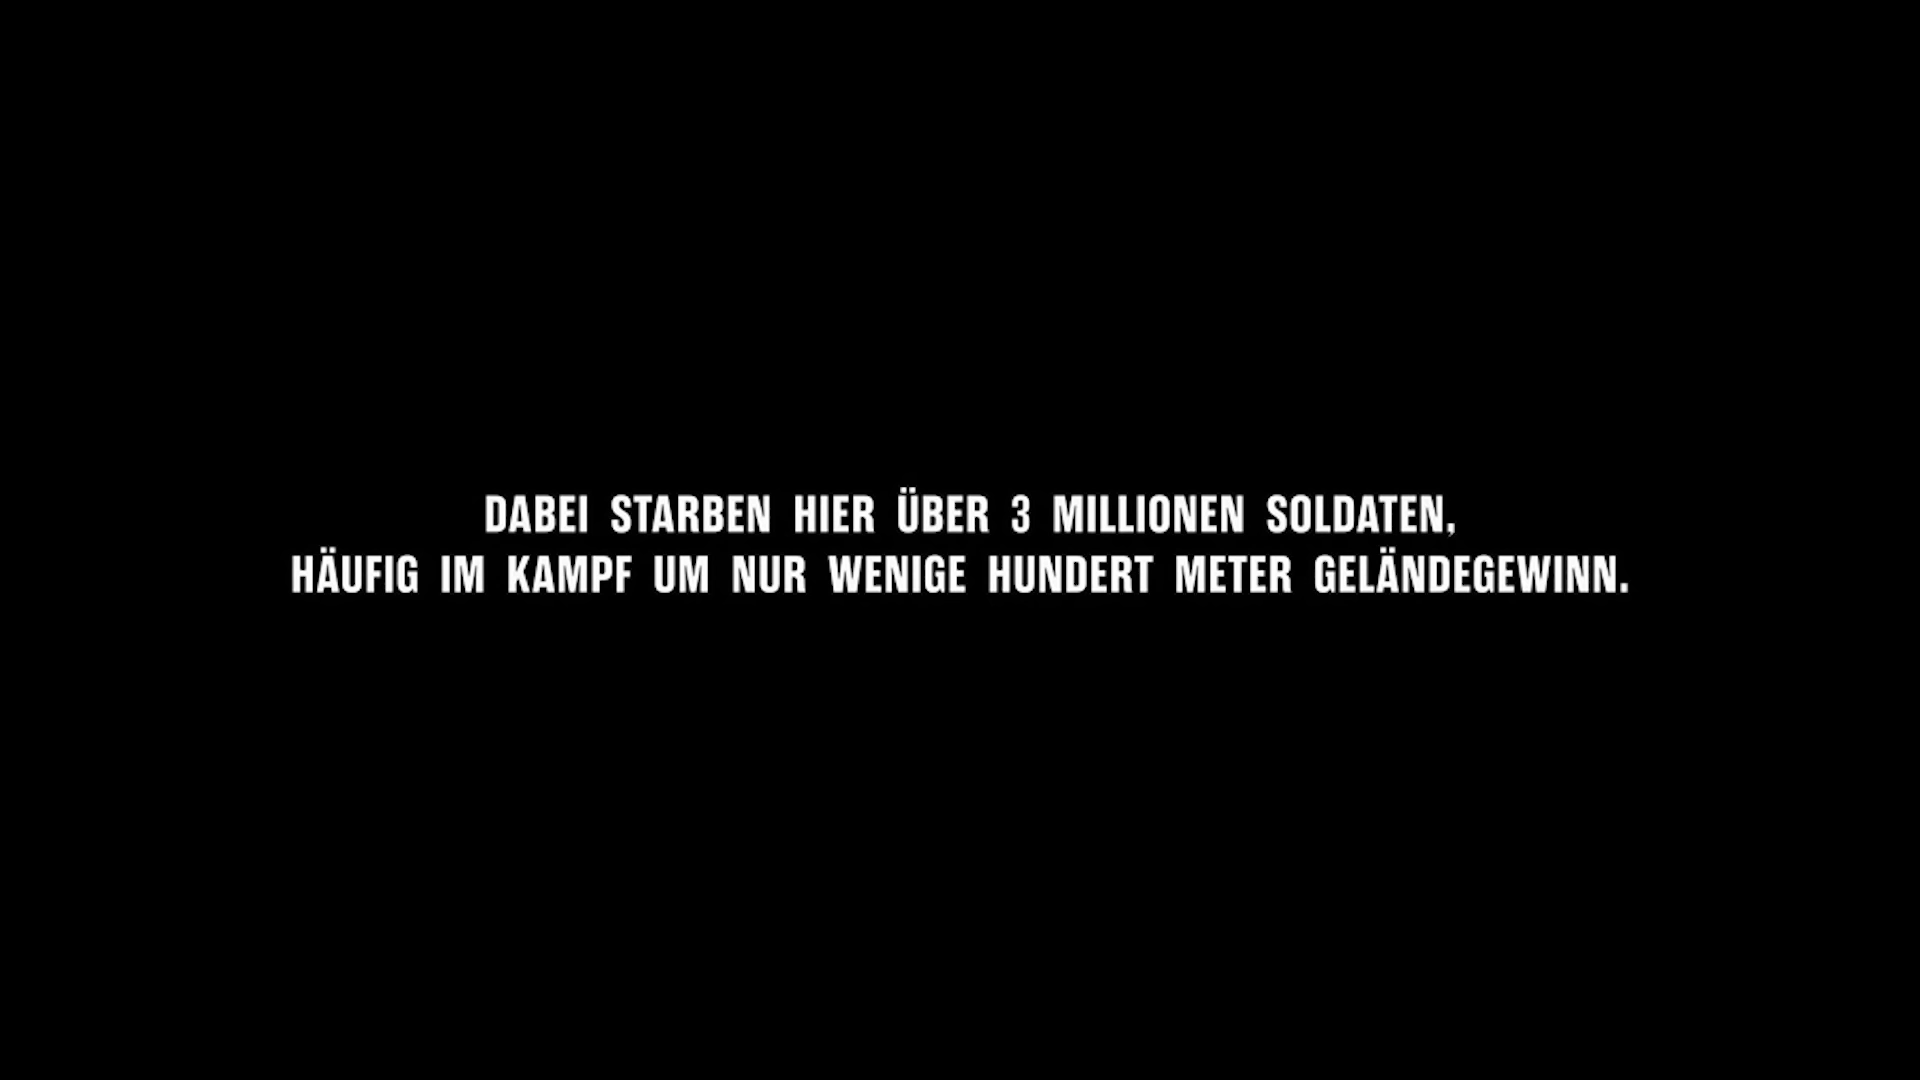 DABEI STARBEN HIER ÜBER 3 MILLIONEN SOLDATEN,
HÄUFIG IM KAMPF UM NUR WENIGE HUNDERT METER GELÄNDEGEWINN.